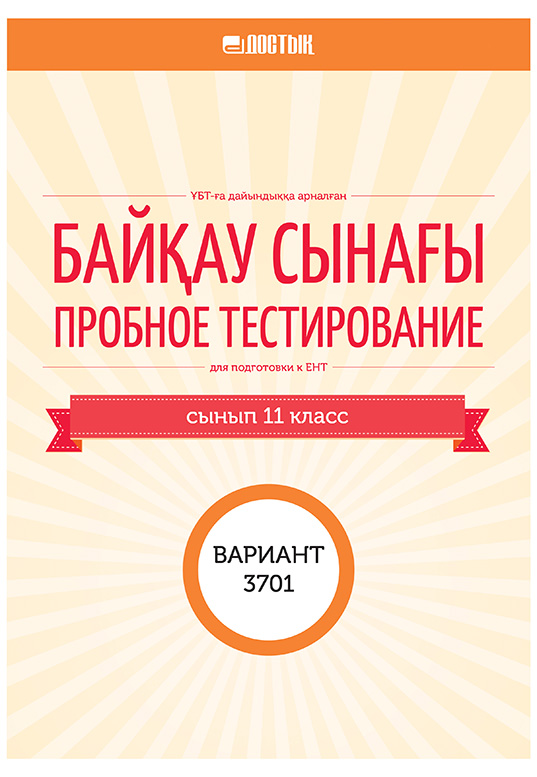 ДОСТЫҚ
ҰБТ-ға дайындыққа арналған
БАЙҚАУ СЫНАҒЫ
ПРОБНОЕ ТЕСТИРОВАНИЕ
для подготовки к ЕНТ
сынып 11 класс
ВАРИАНТ
3701